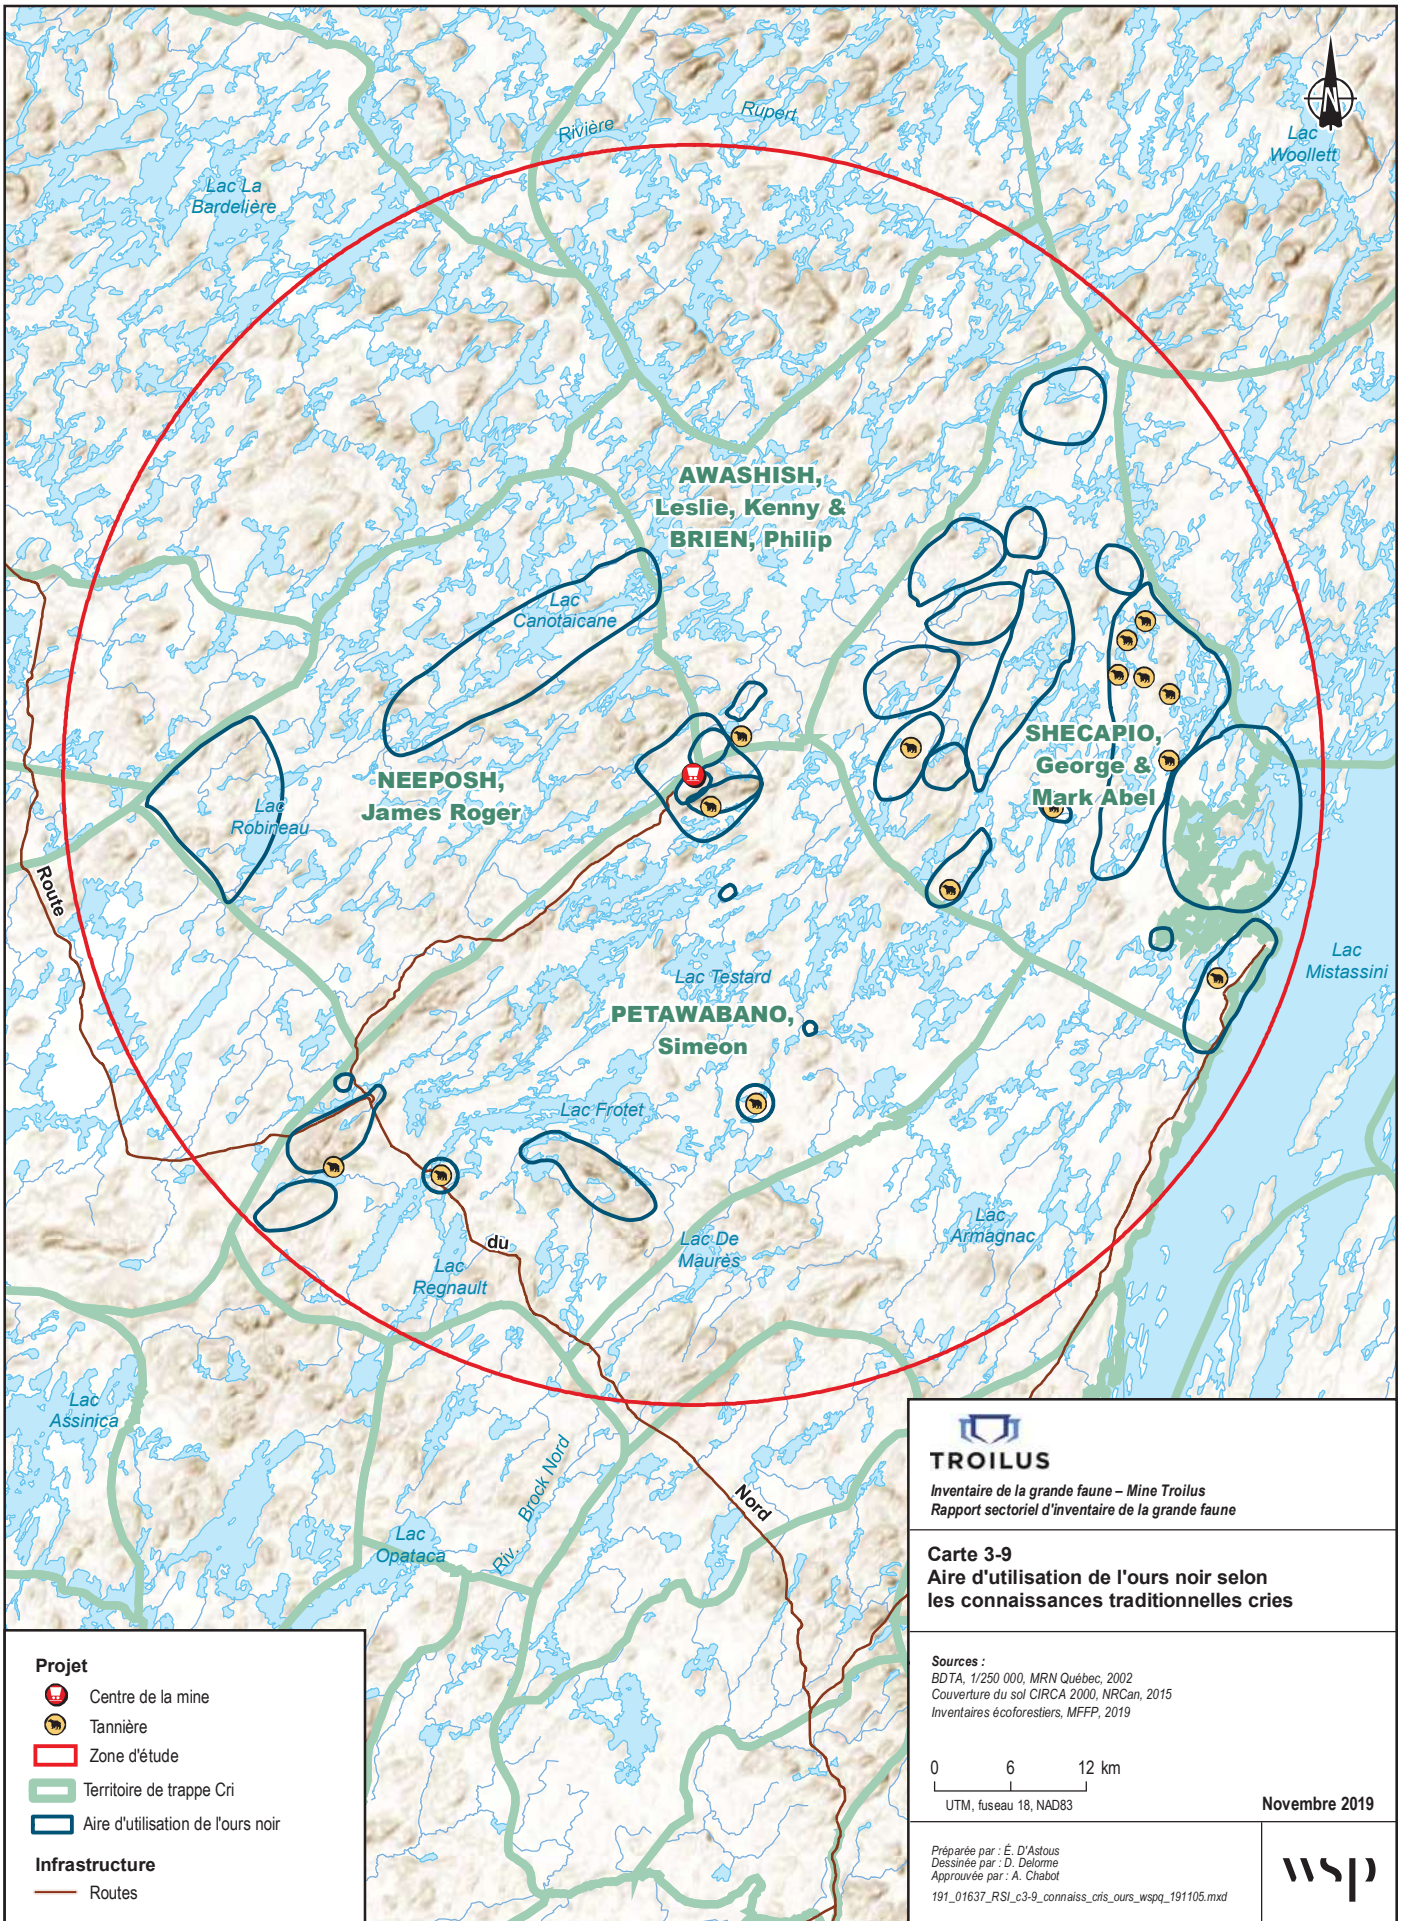 N
Rivière
Rupert
Lac
Woollett
Lac La
Bardelière
AWASHISH,
Leslie, Kenny &
BRIEN, Philip
Lac
Canotaicane
NEEPOSH,
James Roger
Lac
Robineau
SHECAPIO,
George &
Mark Abel
Route
Lac
Mistassini
Lac Testard
PETAWABANO,
Simeon
Lac Frotet
Lac
Armagnac
Lac De
Maurès
du
Lac
Regnault
Lac
Assinica
Riv. Brock Nord
Nord
Lac
Opataca
TROILUS
Inventaire de la grande faune – Mine Troilus
Rapport sectoriel d'inventaire de la grande faune
Carte 3-9
Aire d'utilisation de l'ours noir selon
les connaissances traditionnelles cries
Sources :
BDTA, 1/250 000, MRN Québec, 2002
Couverture du sol CIRCA 2000, NRCan, 2015
Inventaires écoforestiers, MFFP, 2019
0 6 12 km
UTM, fuseau 18, NAD83
Novembre 2019
Préparée par : É. D'Astous
Dessinée par : D. Delorme
Approuvée par : A. Chabot
191_01637_RSI_c3-9_connaiss_cris_ours_wspq_191105.mxd
wsp
Projet
Centre de la mine
Tannière
Zone d'étude
Territoire de trappe Cri
Aire d'utilisation de l'ours noir
Infrastructure
Routes